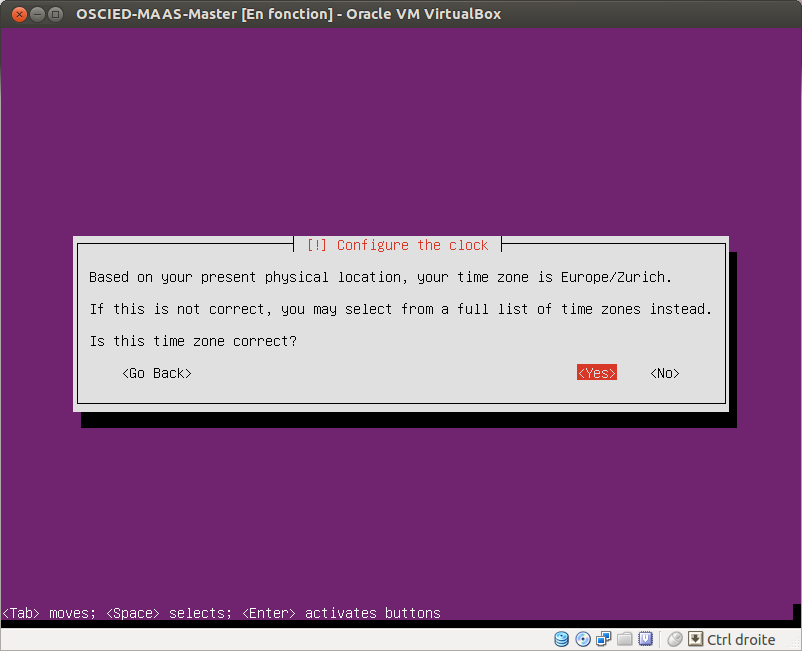 OSCIED-MAAS-Master [En fonction] - Oracle VM VirtualBox
[!] Configure the clock
Based on your present physical location, your time zone is Europe/Zurich.
If this is not correct, you may select from a full list of time zones instead.
Is this time zone correct?
<Go Back> <Yes> <No>
<Tab> moves; <Space> selects; <Enter> activates buttons
Ctrl droite